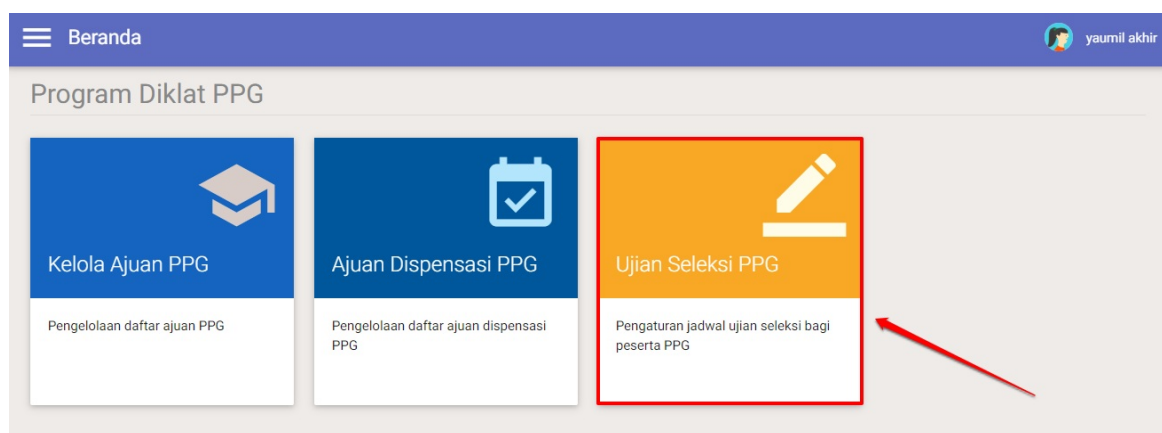 Beranda
yaumil akhir
Program Diklat PPG
Kelola Ajuan PPG
Pengelolaan daftar ajuan PPG
Ajuan Dispensasi PPG
Pengelolaan daftar ajuan dispensasi
PPG
Ujian Seleksi PPG
Pengaturan jadwal ujian seleksi bagi
peserta PPG